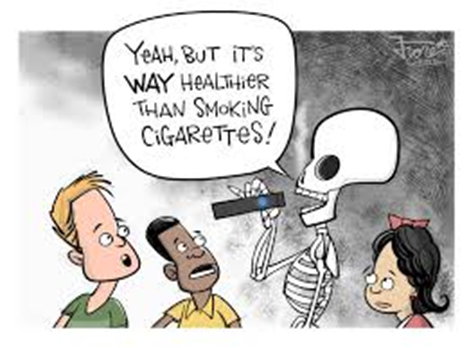 YEAH, BUT IT'S
WAY HEALTHIER
THAN SMOKING
CIGARETTES!